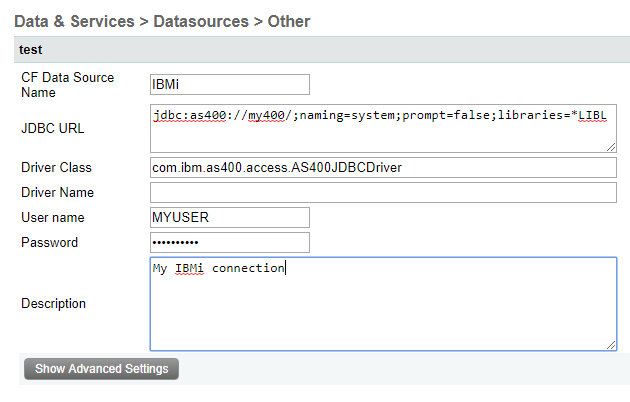 Data & Services > Datasources > Other
test
CF Data Source
Name
IBMi
JDBC URL
jdbc:as400://my400/;naming=system;prompt=false;libraries=*LIBL
Driver Class
com.ibm.as400.access.AS400JDBCDriver
Driver Name
User name
MYUSER
Password
••••••••••
Description
My IBMi connection
Show Advanced Settings